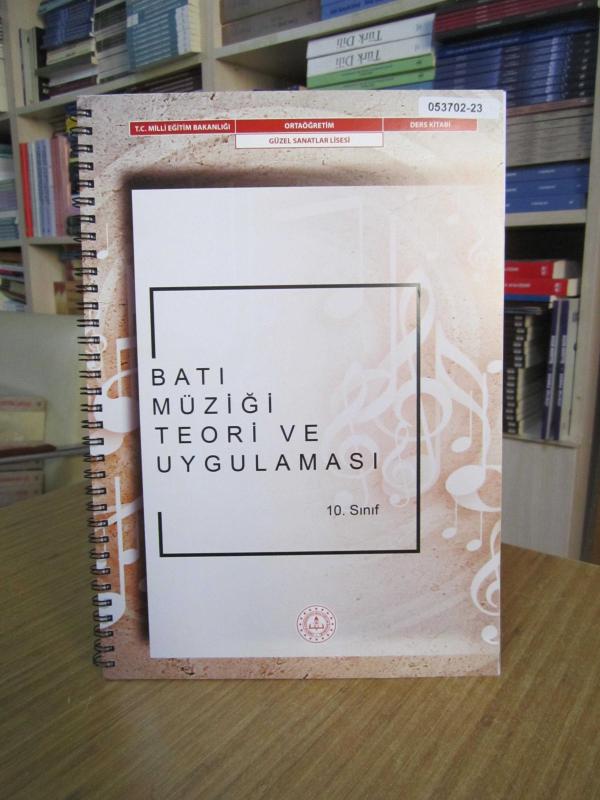 Türk Dili
Türk Dili
053702-23
T.C. MİLLİ EĞİTİM BAKANLIĞI
ORTAÖĞRETİM
DERS KİTABI
GÜZEL SANATLAR LİSESİ
BATI
MÜZİĞİ
TEORİ VE
UYGULAMASI
10. Sınıf